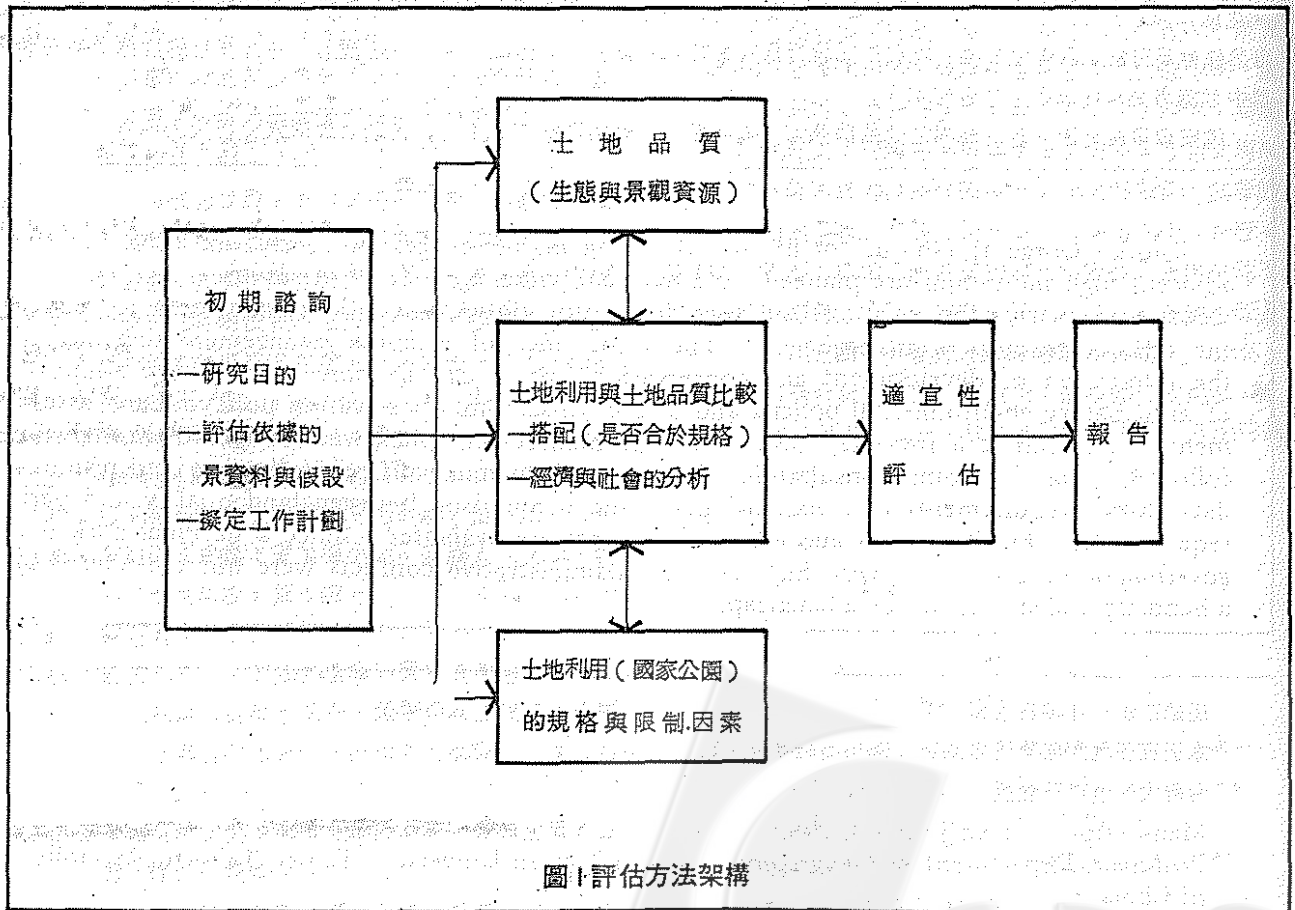 土地品質
(生態與景觀資源)
初期諮詢
—研究目的
—評估依據的
景資料與假設
—擬定工作計劃
土地利用與土地品質比較
—搭配(是否合於規格)
—經濟與社會的分析
適宜性
評估
報告
土地利用(國家公園)
的規格與限制因素
圖1評估方法架構